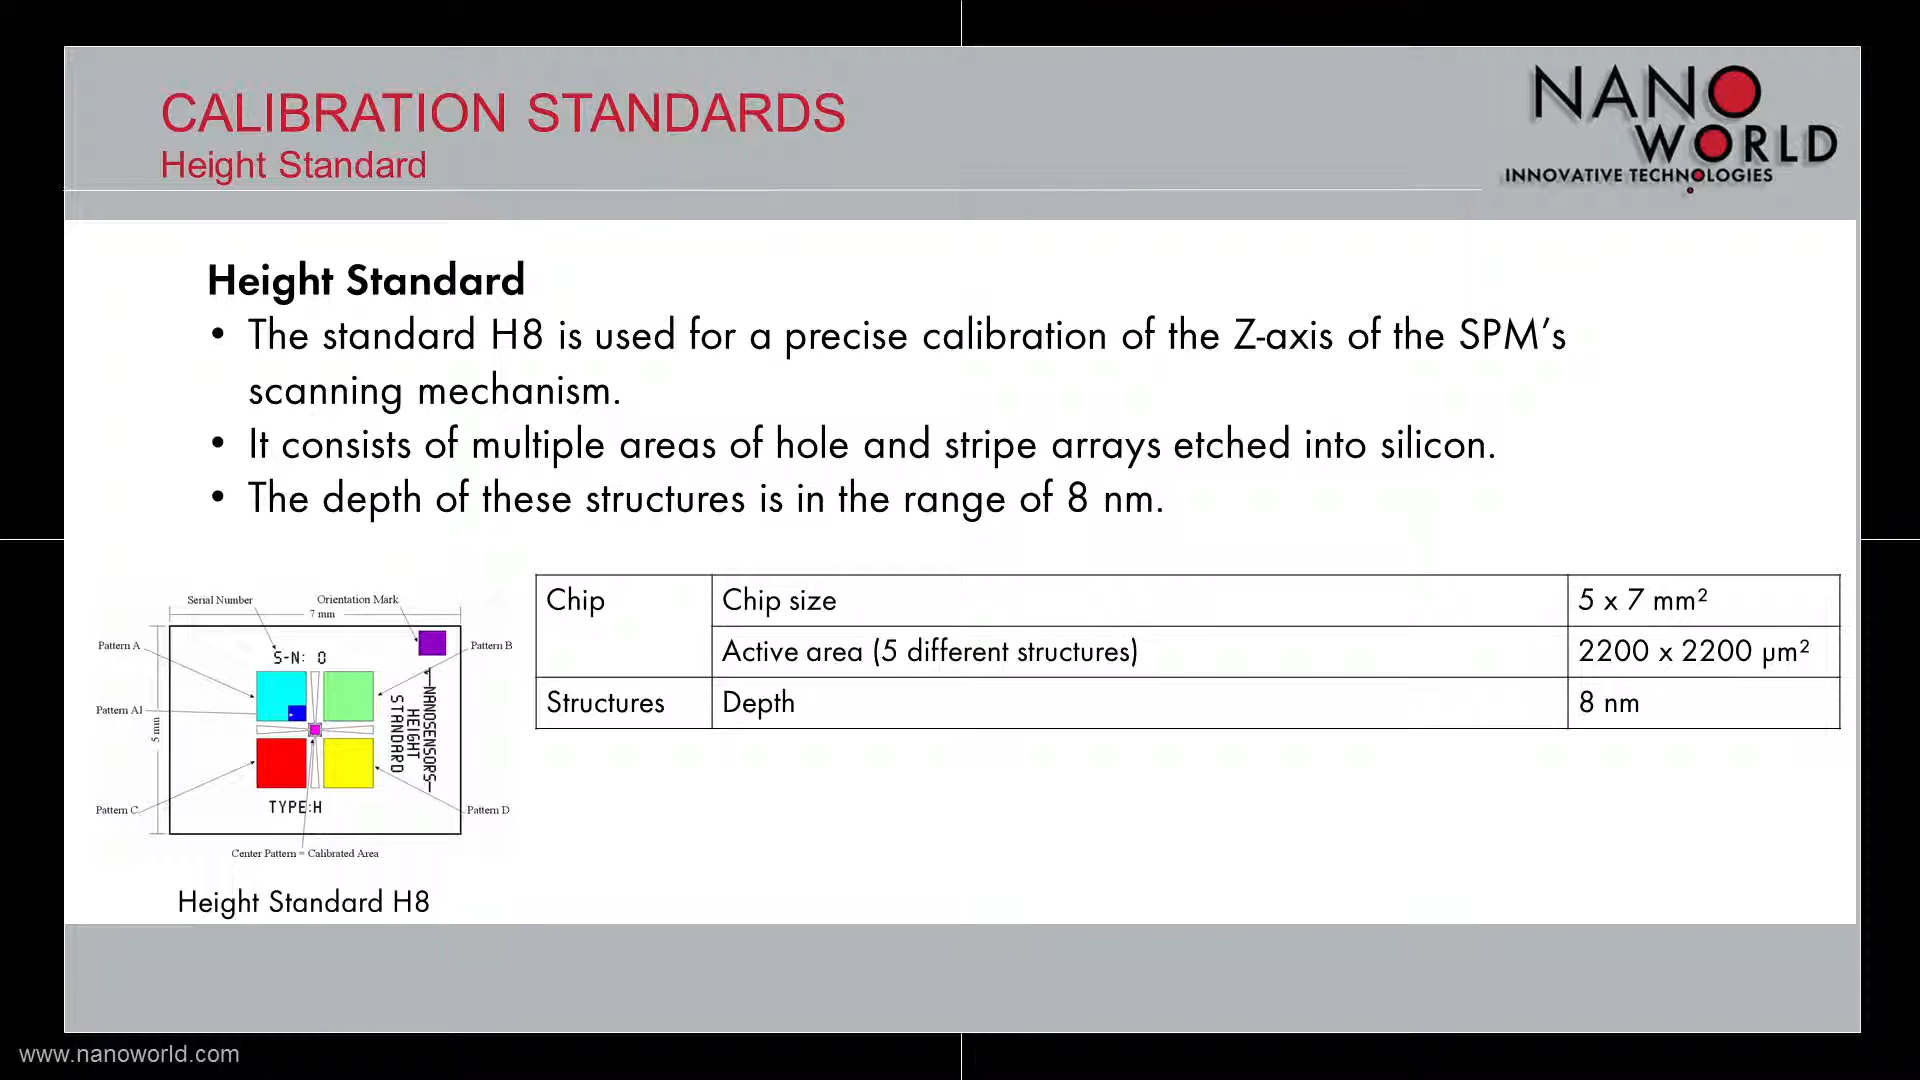 CALIBRATION STANDARDS
Height Standard
NANO
WORLD
INNOVATIVE TECHNOLOGIES
Height Standard
• The standard H8 is used for a precise calibration of the Z-axis of the SPM’s
scanning mechanism.
• It consists of multiple areas of hole and stripe arrays etched into silicon.
• The depth of these structures is in the range of 8 nm.
Serial Number
Orientation Mark
7 mm
Pattern A
Pattern B
S-N: 0
Pattern A1
5 mm
NANOSENSORS
HEIGHT
STANDARD
Pattern C
TYPE:H
Pattern D
Center Pattern = Calibrated Area
Height Standard H8
Chip Chip size 5 x 7 mm²
Active area (5 different structures) 2200 x 2200 µm²
Structures Depth 8 nm
www.nanoworld.com